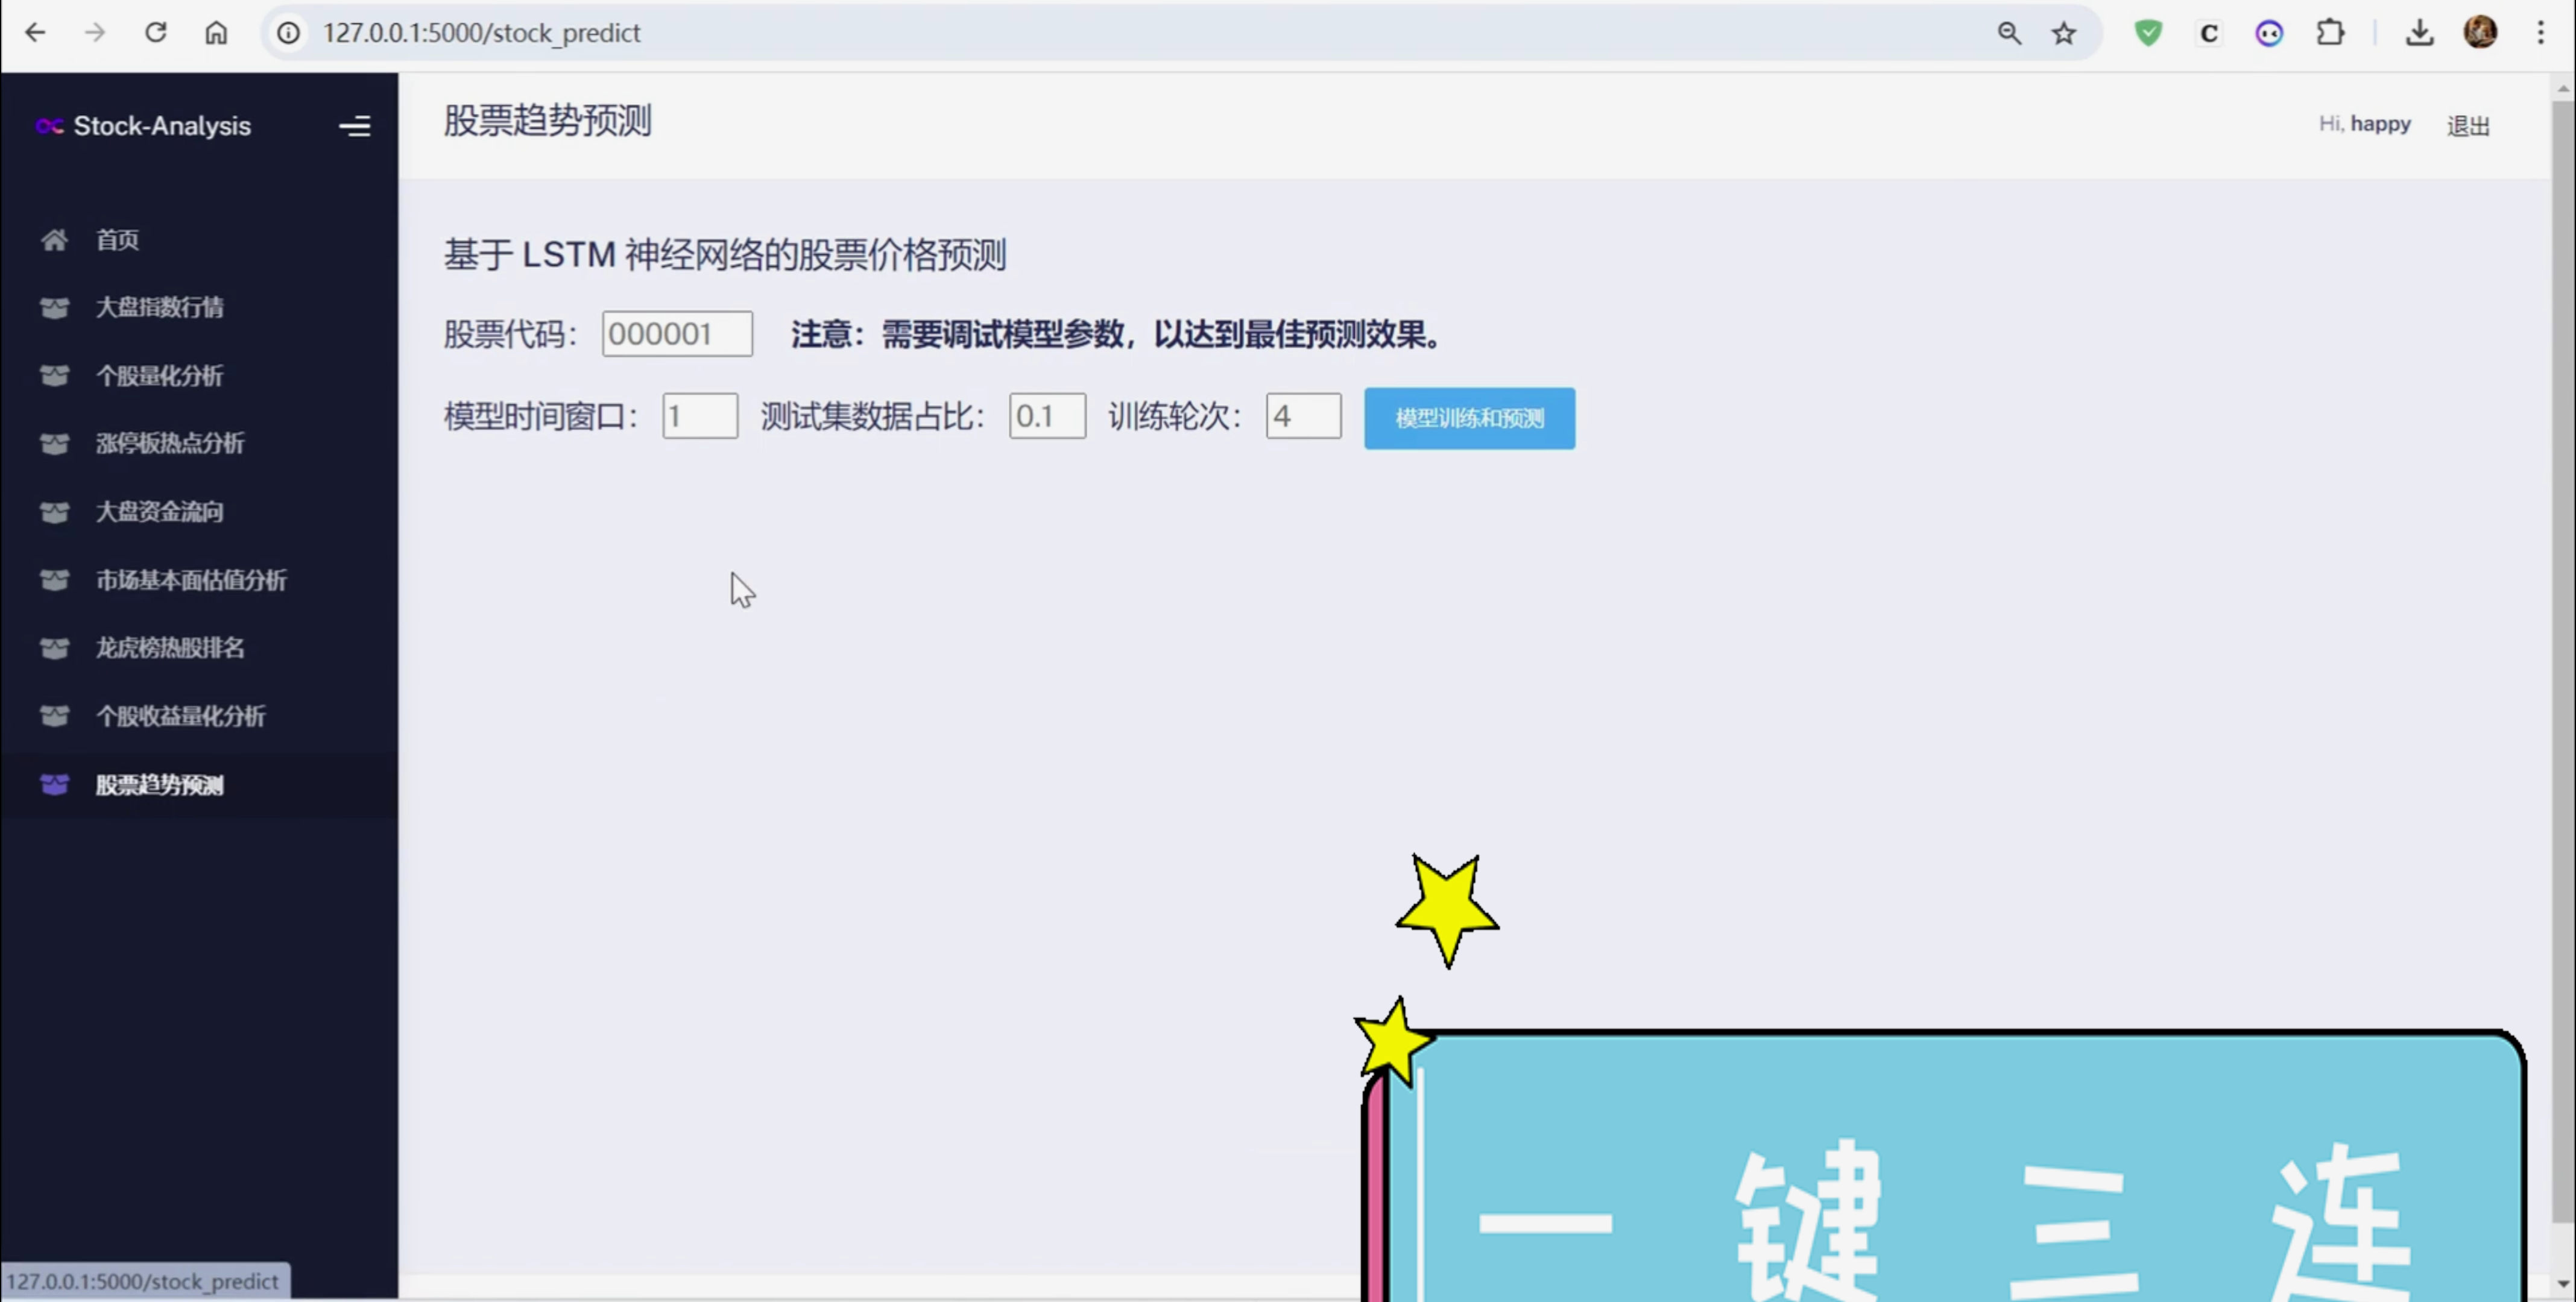 127.0.0.1:5000/stock_predict
C
Stock-Analysis
股票趋势预测
Hi, happy 退出
首页
大盘指数行情
个股量化分析
涨停板热点分析
大盘资金流向
市场基本面估值分析
龙虎榜热股排名
个股收益量化分析
股票趋势预测
基于 LSTM 神经网络的股票价格预测
股票代码： 000001 注意：需要调试模型参数，以达到最佳预测效果。
模型时间窗口： 1 测试集数据占比： 0.1 训练轮次： 4 模型训练和预测
一键三连
127.0.0.1:5000/stock_predict